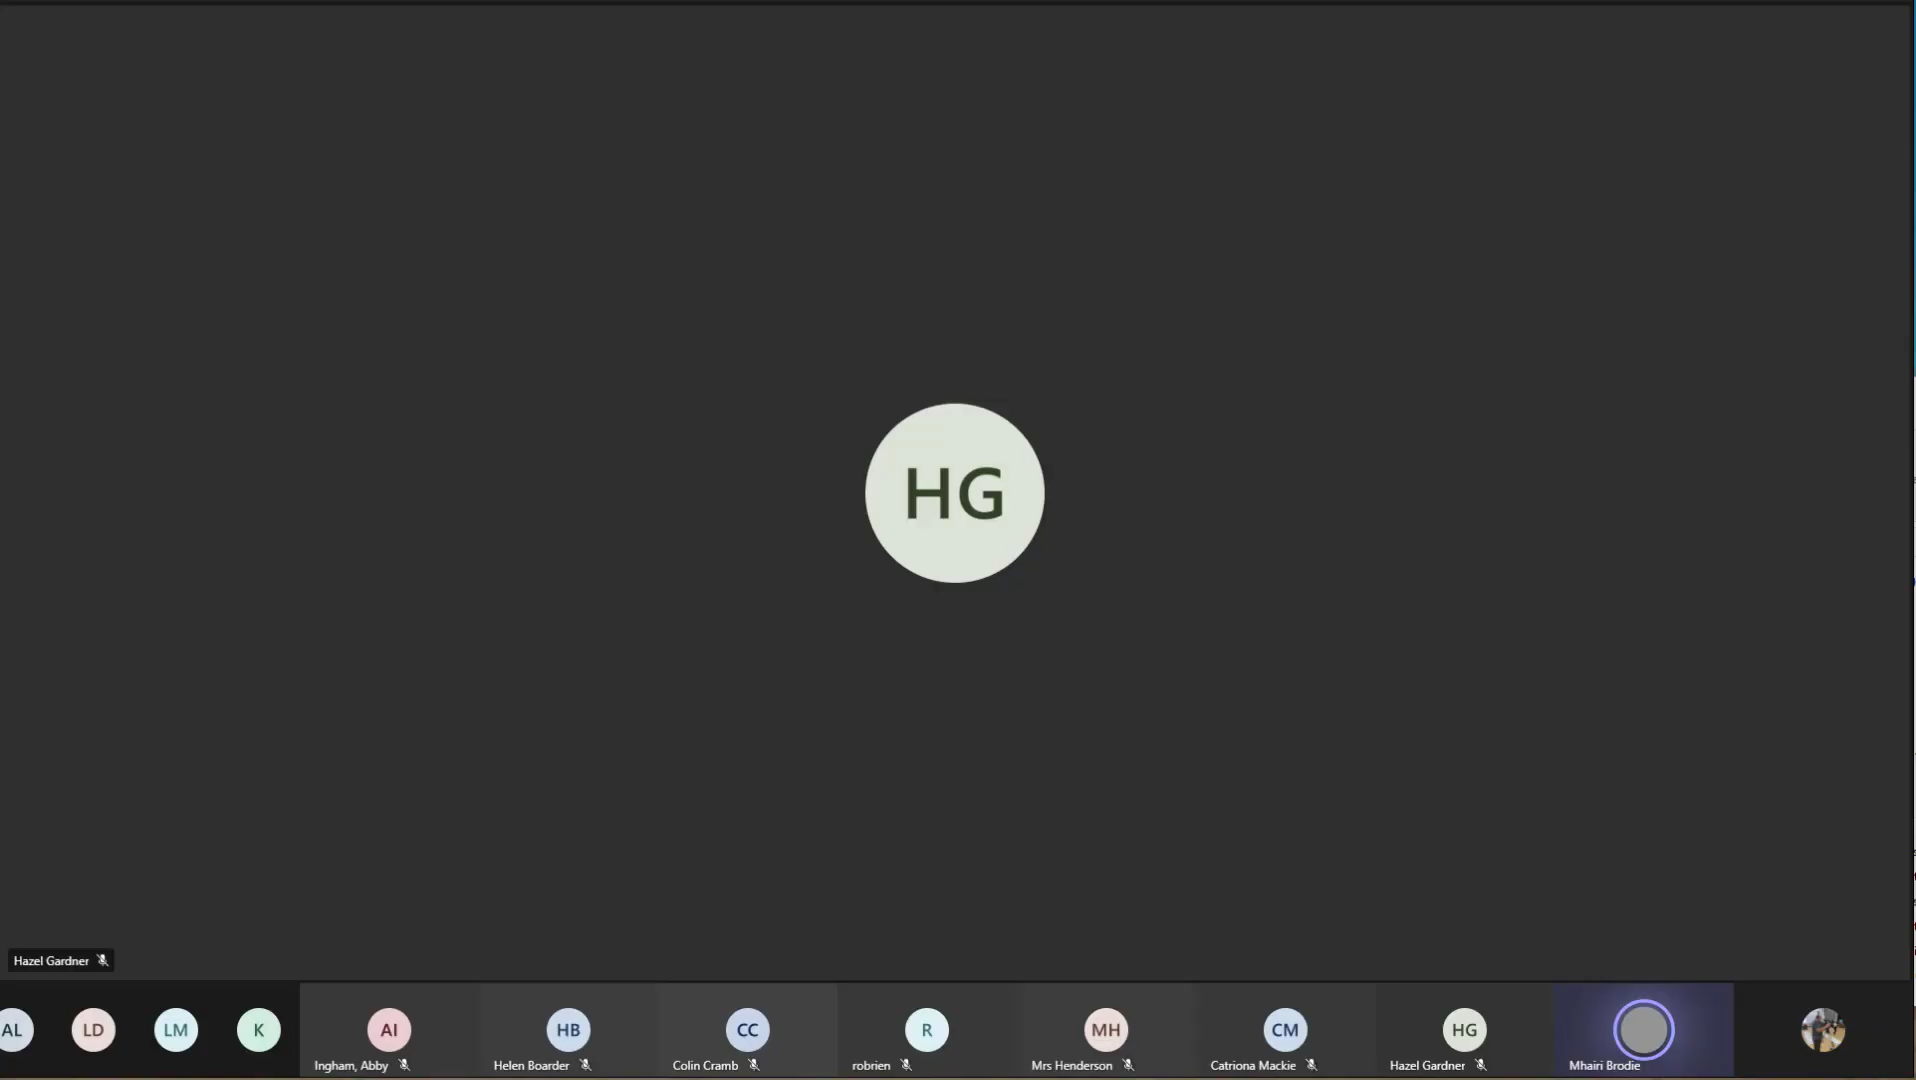 HG
Hazel Gardner
AL
LD
LM
K
AI
HB
CC
R
MH
CM
HG
Ingham, Abby
Helen Boarder
Colin Cramb
robrien
Mrs Henderson
Catriona Mackie
Hazel Gardner
Mhairi Brodie